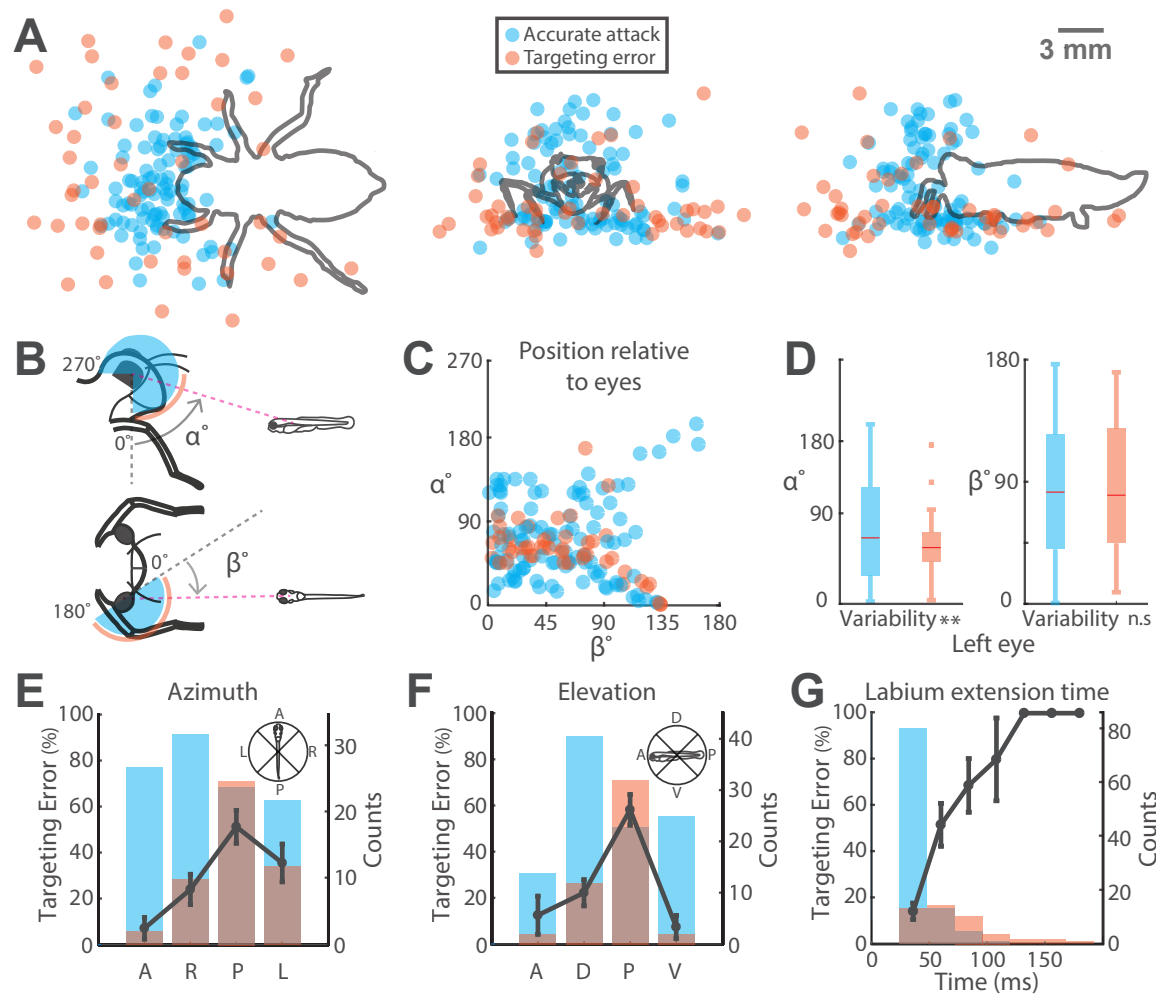 A
Accurate attack
Targeting error
3 mm
B
270°
0°
α°
0°
β°
180°
C
Position relative
to eyes
270
180
α°
90
0
0 45 90 135 180
β°
D
180
α°
90
0
Variability **
180
β°
90
0
Variability n.s
Left eye
E
Azimuth
Targeting Error (%)
100
80
60
40
20
0
A R P L
30
20
10
0
Counts
A
L R
P
F
Elevation
Targeting Error (%)
100
80
60
40
20
0
A D P V
40
30
20
10
0
Counts
D
A P
V
G
Labium extension time
Targeting Error (%)
100
80
60
40
20
0
0 50 100 150
Time (ms)
80
60
40
20
0
Counts